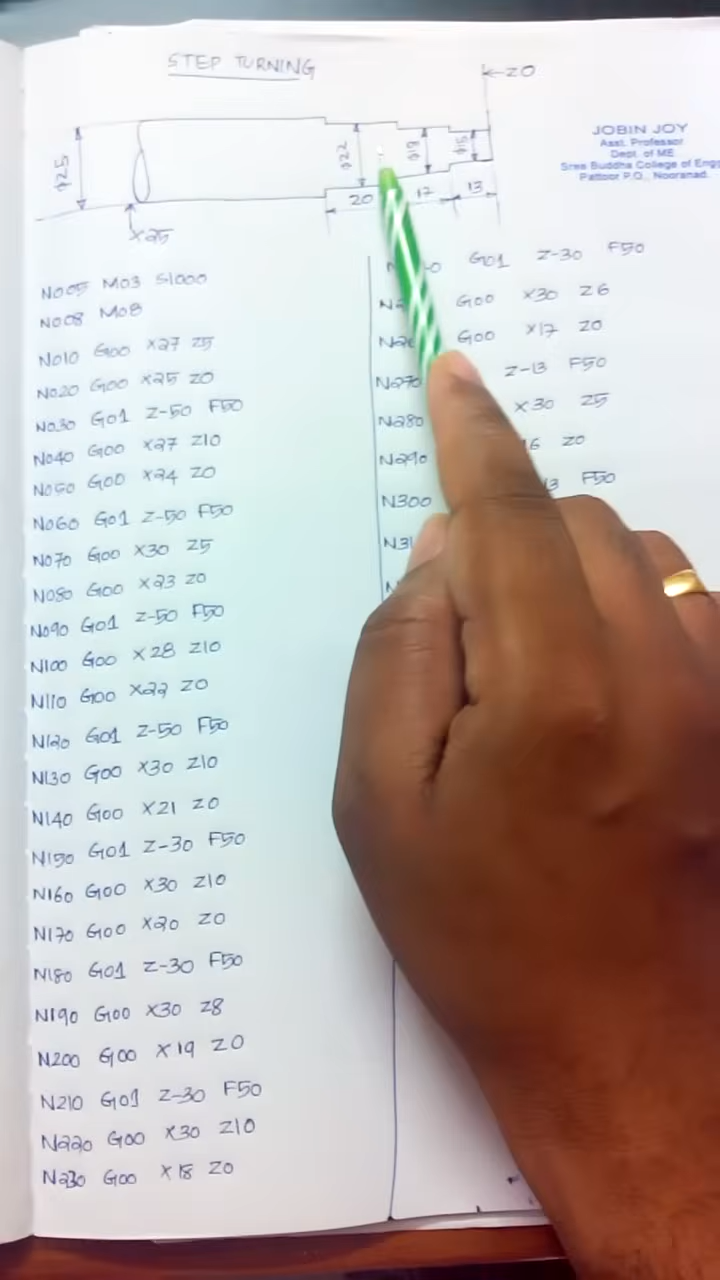 STEP TURNING
Z0
JOBIN JOY
Asst. Professor
Dept. of ME
Sree Buddha College of Engg
Pattoor P.O., Nooranad.
ϕ25
ϕ22
ϕ19
ϕ15
20
12
13
X25
N005 M03 S1000
N008 M08
N010 G00 X27 Z5
N020 G00 X25 Z0
N030 G01 Z-50 F50
N040 G00 X27 Z10
N050 G00 X24 Z0
N060 G01 Z-50 F50
N070 G00 X30 Z5
N080 G00 X23 Z0
N090 G01 Z-50 F50
N100 G00 X28 Z10
N110 G00 X22 Z0
N120 G01 Z-50 F50
N130 G00 X30 Z10
N140 G00 X21 Z0
N150 G01 Z-30 F50
N160 G00 X30 Z10
N170 G00 X20 Z0
N180 G01 Z-30 F50
N190 G00 X30 Z8
N200 G00 X19 Z0
N210 G01 Z-30 F50
N220 G00 X30 Z10
N230 G00 X18 Z0
G01 Z-30 F50
G00 X30 Z6
G00 X17 Z0
N270 Z-13 F50
N280 X30 Z5
N290 Z0
N300 F50